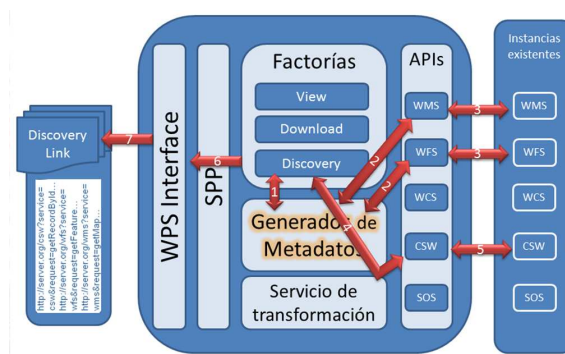 Discovery
Link
http://server.org/csw?service=
csw&request=getRecordById...
http://server.org/wfs?service=
wfs&request=getFeature...
http://server.org/wms?service=
wms&request=getMap...
7
WPS Interface
6
SPP
Factorías
View
Download
Discovery
1
2
2
4
Generador de
Metadatos
Servicio de
transformación
APIs
WMS
WFS
WCS
CSW
SOS
3
3
5
Instancias
existentes
WMS
WFS
WCS
CSW
SOS